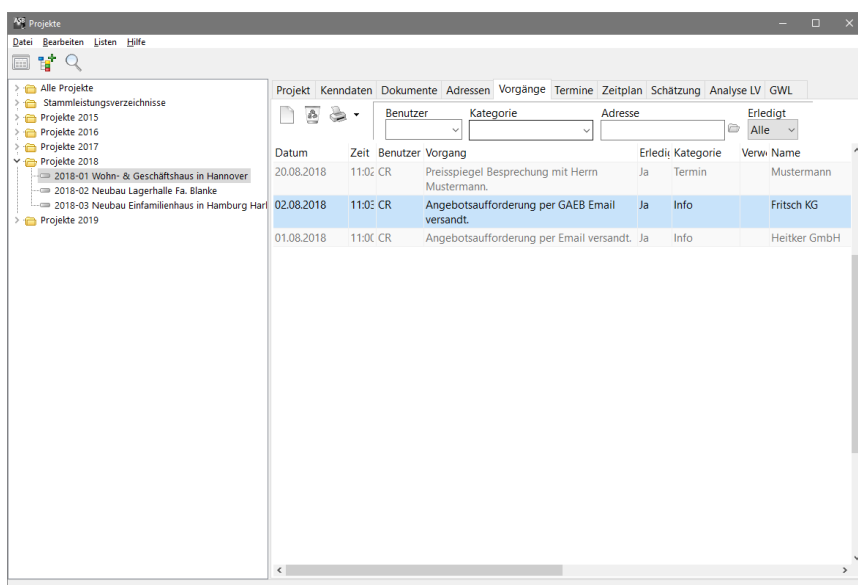 Projekte
Datei Bearbeiten Listen Hilfe
Alle Projekte
Stammleistungsverzeichnisse
Projekte 2015
Projekte 2016
Projekte 2017
Projekte 2018
2018-01 Wohn- & Geschäftshaus in Hannover
2018-02 Neubau Lagerhalle Fa. Blanke
2018-03 Neubau Einfamilienhaus in Hamburg Harl
Projekte 2019
Projekt Kenndaten Dokumente Adressen Vorgänge Termine Zeitplan Schätzung Analyse LV GWL
Benutzer Kategorie Adresse Erledigt
Alle
Datum Zeit Benutzer Vorgang Erledig Kategorie Verw Name
20.08.2018 11:02 CR Preisspiegel Besprechung mit Herrn Ja Termin Mustermann
Mustermann.
02.08.2018 11:03 CR Angebotsaufforderung per GAEB Email Ja Info Fritsch KG
versandt.
01.08.2018 11:00 CR Angebotsaufforderung per Email versandt. Ja Info Heitker GmbH